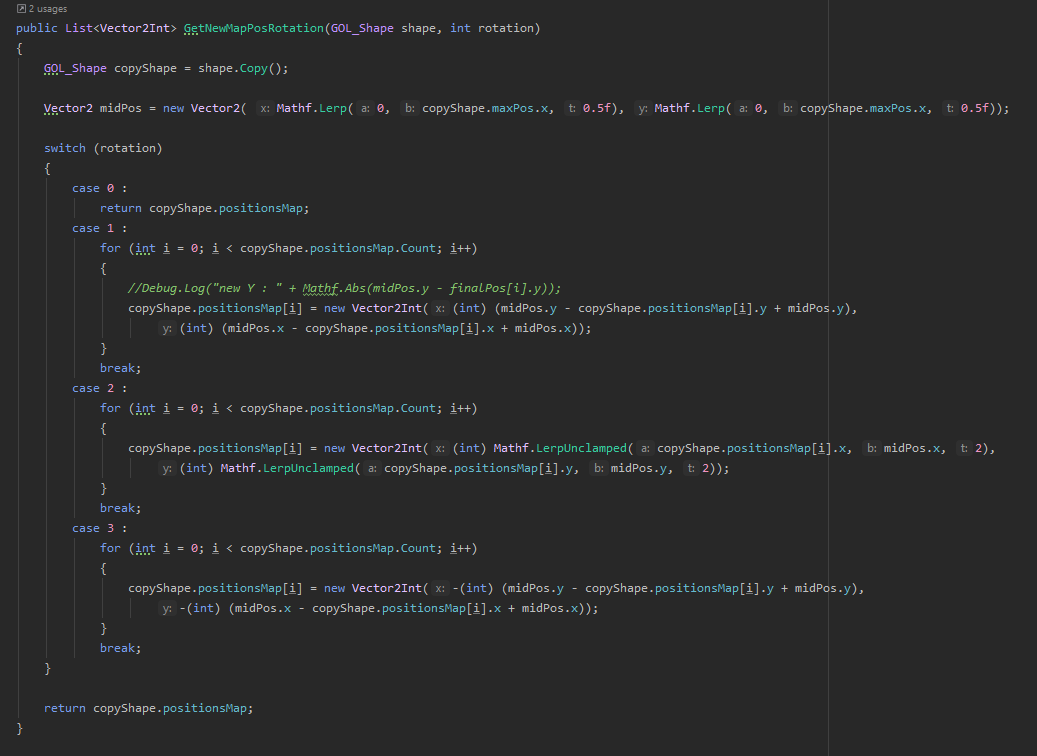 2 usages
public List<Vector2Int> GetNewMapPosRotation(GOL_Shape shape, int rotation)
{
GOL_Shape copyShape = shape.Copy();
Vector2 midPos = new Vector2( x: Mathf.Lerp( a: 0, b: copyShape.maxPos.x, t: 0.5f), y: Mathf.Lerp( a: 0, b: copyShape.maxPos.x, t: 0.5f));
switch (rotation)
{
case 0 :
return copyShape.positionsMap;
case 1 :
for (int i = 0; i < copyShape.positionsMap.Count; i++)
{
//Debug.Log("new Y : " + Mathf.Abs(midPos.y - finalPos[i].y));
copyShape.positionsMap[i] = new Vector2Int( x: (int) (midPos.y - copyShape.positionsMap[i].y + midPos.y),
y: (int) (midPos.x - copyShape.positionsMap[i].x + midPos.x));
}
break;
case 2 :
for (int i = 0; i < copyShape.positionsMap.Count; i++)
{
copyShape.positionsMap[i] = new Vector2Int( x: (int) Mathf.LerpUnclamped( a: copyShape.positionsMap[i].x, b: midPos.x, t: 2),
y: (int) Mathf.LerpUnclamped( a: copyShape.positionsMap[i].y, b: midPos.y, t: 2));
}
break;
case 3 :
for (int i = 0; i < copyShape.positionsMap.Count; i++)
{
copyShape.positionsMap[i] = new Vector2Int( x: -(int) (midPos.y - copyShape.positionsMap[i].y + midPos.y),
y: -(int) (midPos.x - copyShape.positionsMap[i].x + midPos.x));
}
break;
}
return copyShape.positionsMap;
}